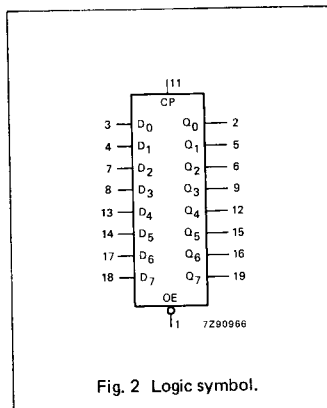 11
CP
3 D0 Q0 2
4 D1 Q1 5
7 D2 Q2 6
8 D3 Q3 9
13 D4 Q4 12
14 D5 Q5 15
17 D6 Q6 16
18 D7 Q7 19
OE
1 7Z90966
Fig. 2 Logic symbol.